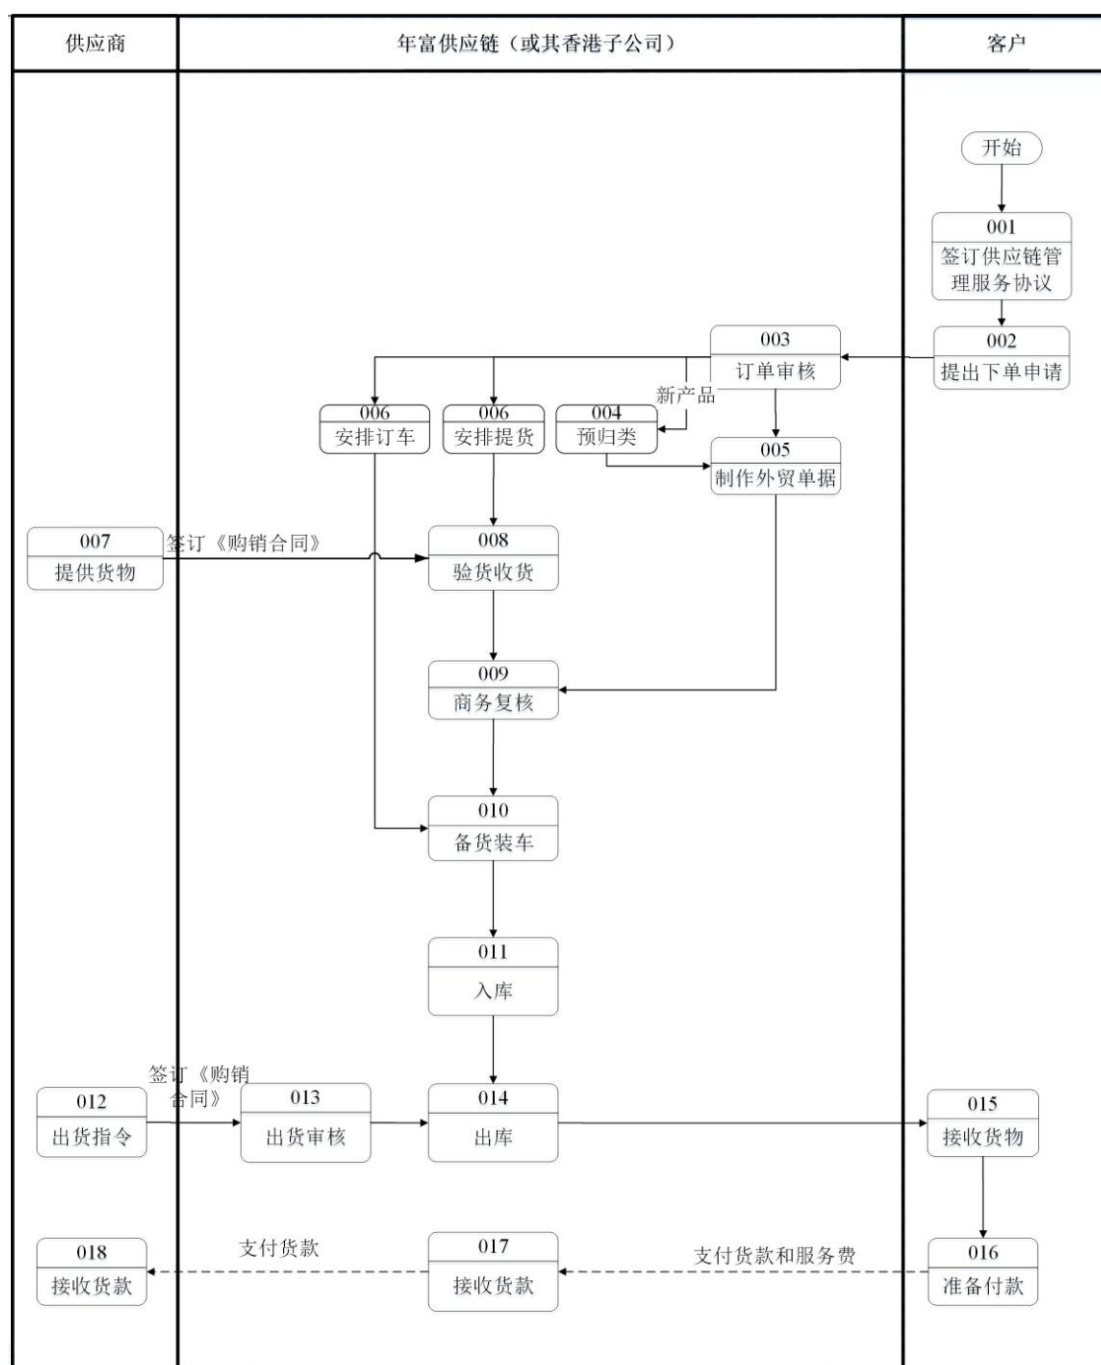 供应商
年富供应链（或其香港子公司）
客户
开始
001
签订供应链管
理服务协议
002
提出下单申请
003
订单审核
新产品
006
安排订车
006
安排提货
004
预归类
005
制作外贸单据
007
提供货物
签订《购销合同》
008
验货收货
009
商务复核
010
备货装车
011
入库
012
出货指令
签订《购销
合同》
013
出货审核
014
出库
015
接收货物
018
接收货款
支付货款
017
接收货款
支付货款和服务费
016
准备付款